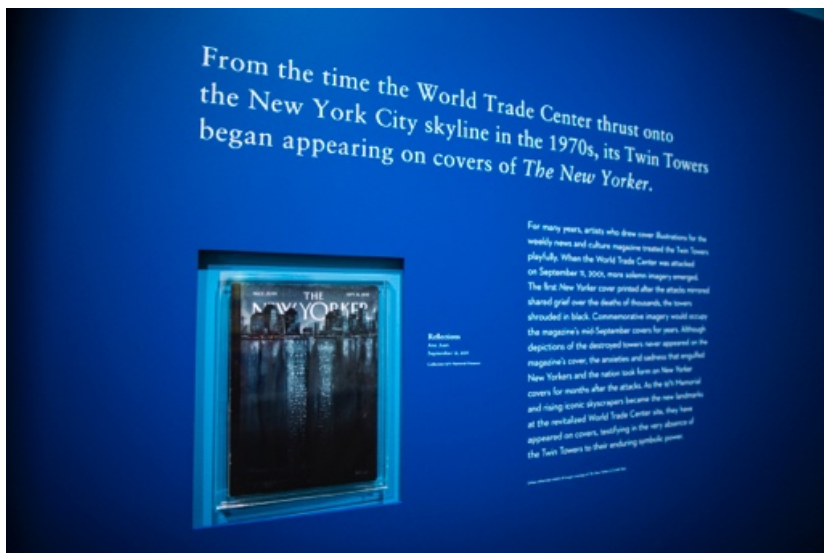 From the time the World Trade Center thrust onto
the New York City skyline in the 1970s, its Twin Towers
began appearing on covers of The New Yorker.
For many years, artists who drew cover illustrations for the
weekly news and culture magazine treated the Twin Towers
playfully. When the World Trade Center was attacked
on September 11, 2001, more solemn imagery emerged.
The first New Yorker cover printed after the attacks mirrored
shared grief over the deaths of thousands, the towers
shrouded in black. Commemorative imagery would occupy
the magazine's mid-September covers for years. Although
depictions of the destroyed towers never appeared on the
magazine's cover, the anxieties and sadness that engulfed
New Yorkers and the nation took form on New Yorker
covers for months after the attacks. As the 9/11 Memorial
and rising iconic skyscrapers became the new landmarks
at the revitalized World Trade Center site, they have
appeared on covers, testifying in the very absence of
the Twin Towers to their enduring symbolic power.
THE
NEW YORKER
Reflections